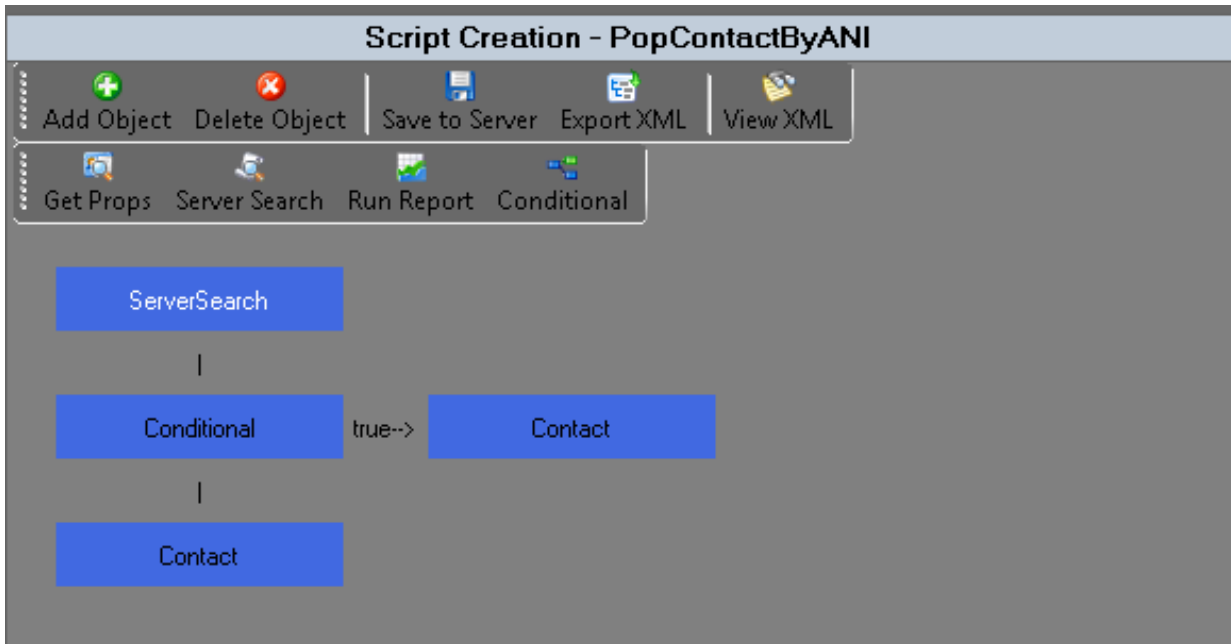 Script Creation - PopContactByANI
Add Object Delete Object Save to Server Export XML View XML
Get Props Server Search Run Report Conditional
ServerSearch
Conditional true--> Contact
Contact